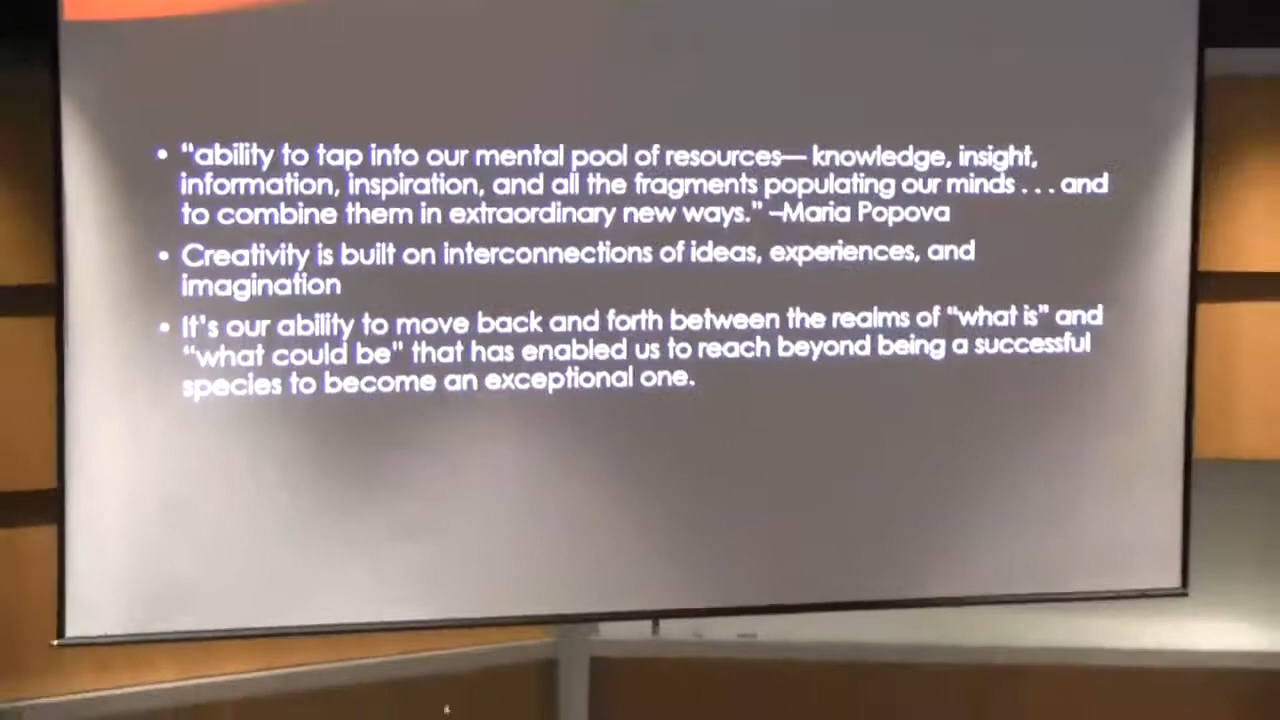 • “ability to tap into our mental pool of resources— knowledge, insight,
information, inspiration, and all the fragments populating our minds . . . and
to combine them in extraordinary new ways.” –Maria Popova
• Creativity is built on interconnections of ideas, experiences, and
imagination
• It's our ability to move back and forth between the realms of “what is” and
“what could be” that has enabled us to reach beyond being a successful
species to become an exceptional one.